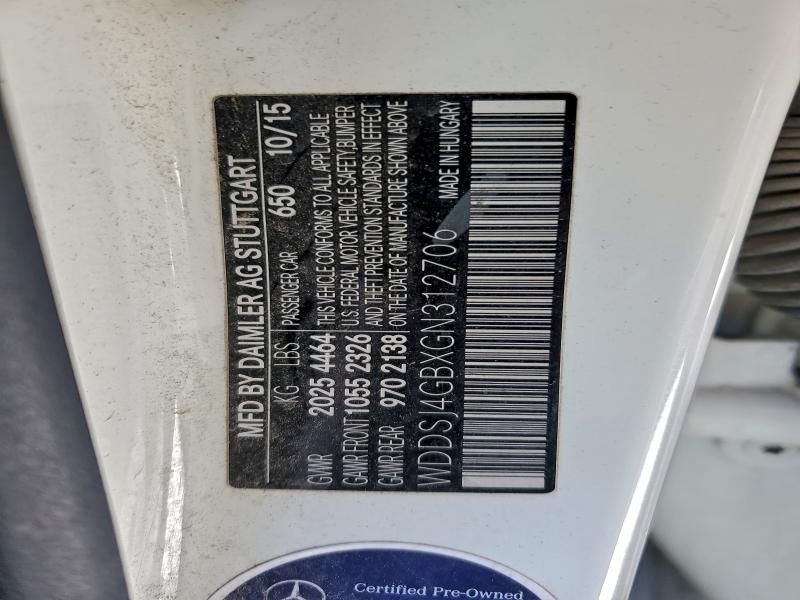 MFD BY DAIMLER AG STUTTGART
KG LBS PASSENGER CAR 650 10/15
GVWR 2025 4464 THIS VEHICLE CONFORMS TO ALL APPLICABLE
GAWR FRONT 1055 2326 U.S. FEDERAL MOTOR VEHICLE SAFETY, BUMPER
AND THEFT PREVENTION STANDARDS IN EFFECT
GAWR REAR 970 2138 ON THE DATE OF MANUFACTURE SHOWN ABOVE
WDDSJ4GBXGN312706 MADE IN HUNGARY
Certified Pre-Owned